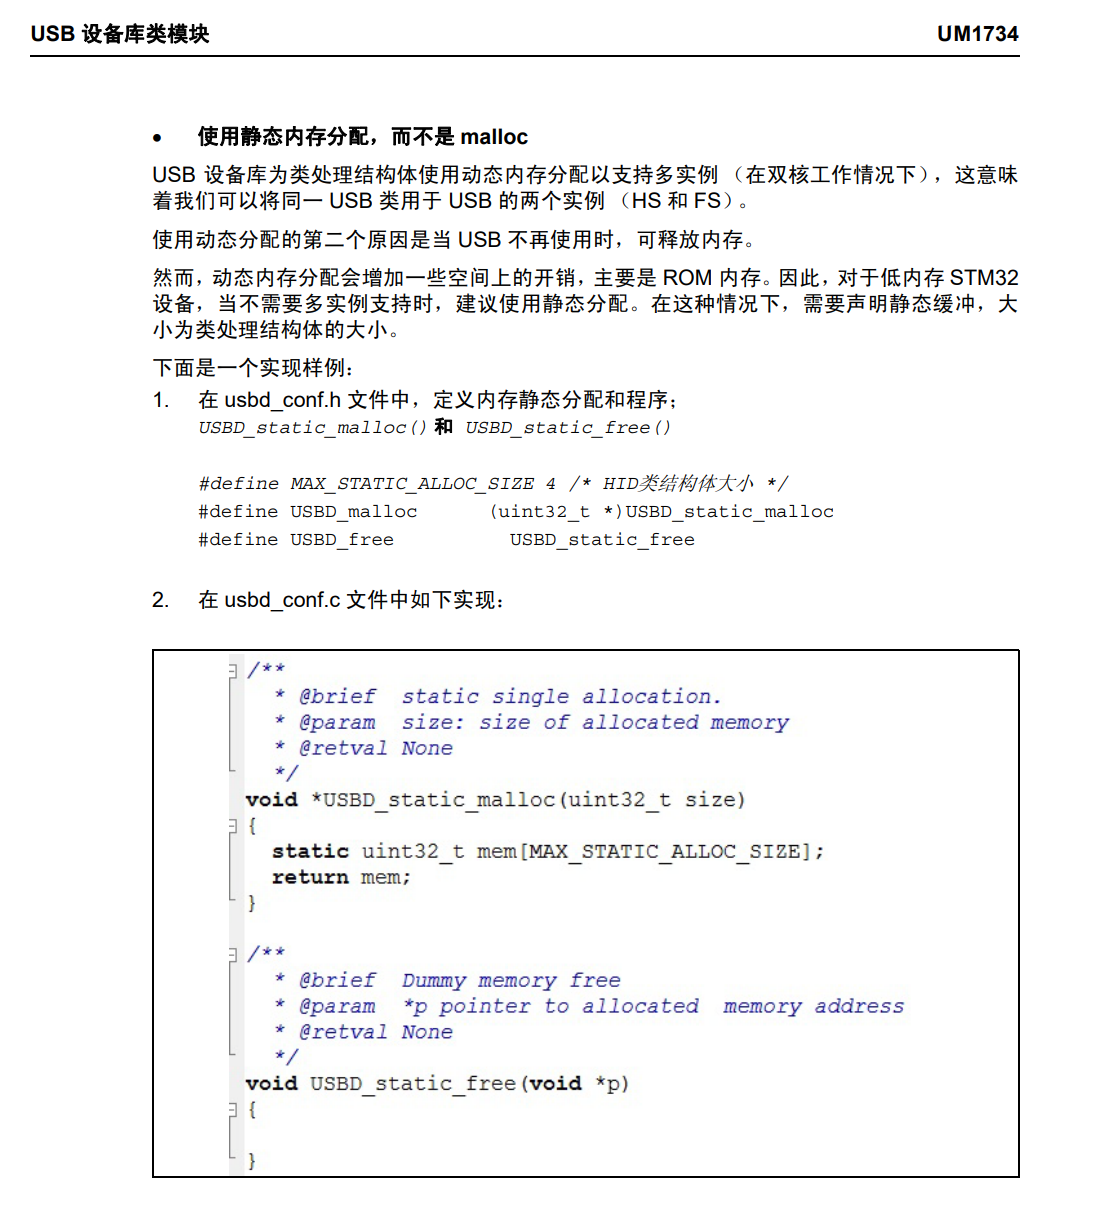 USB 设备库类模块 UM1734
• 使用静态内存分配，而不是 malloc
USB 设备库为类处理结构体使用动态内存分配以支持多实例 （在双核工作情况下），这意味
着我们可以将同一 USB 类用于 USB 的两个实例 （HS 和 FS）。
使用动态分配的第二个原因是当 USB 不再使用时，可释放内存。
然而，动态内存分配会增加一些空间上的开销，主要是 ROM 内存。因此，对于低内存 STM32
设备，当不需要多实例支持时，建议使用静态分配。在这种情况下，需要声明静态缓冲，大
小为类处理结构体的大小。
下面是一个实现样例：
1. 在 usbd_conf.h 文件中，定义内存静态分配和程序；
USBD_static_malloc() 和 USBD_static_free()
#define MAX_STATIC_ALLOC_SIZE 4 /* HID类结构体大小 */
#define USBD_malloc (uint32_t *)USBD_static_malloc
#define USBD_free USBD_static_free
2. 在 usbd_conf.c 文件中如下实现：
/**
* @brief static single allocation.
* @param size: size of allocated memory
* @retval None
*/
void *USBD_static_malloc(uint32_t size)
{
static uint32_t mem[MAX_STATIC_ALLOC_SIZE];
return mem;
}
/**
* @brief Dummy memory free
* @param *p pointer to allocated memory address
* @retval None
*/
void USBD_static_free(void *p)
{
}